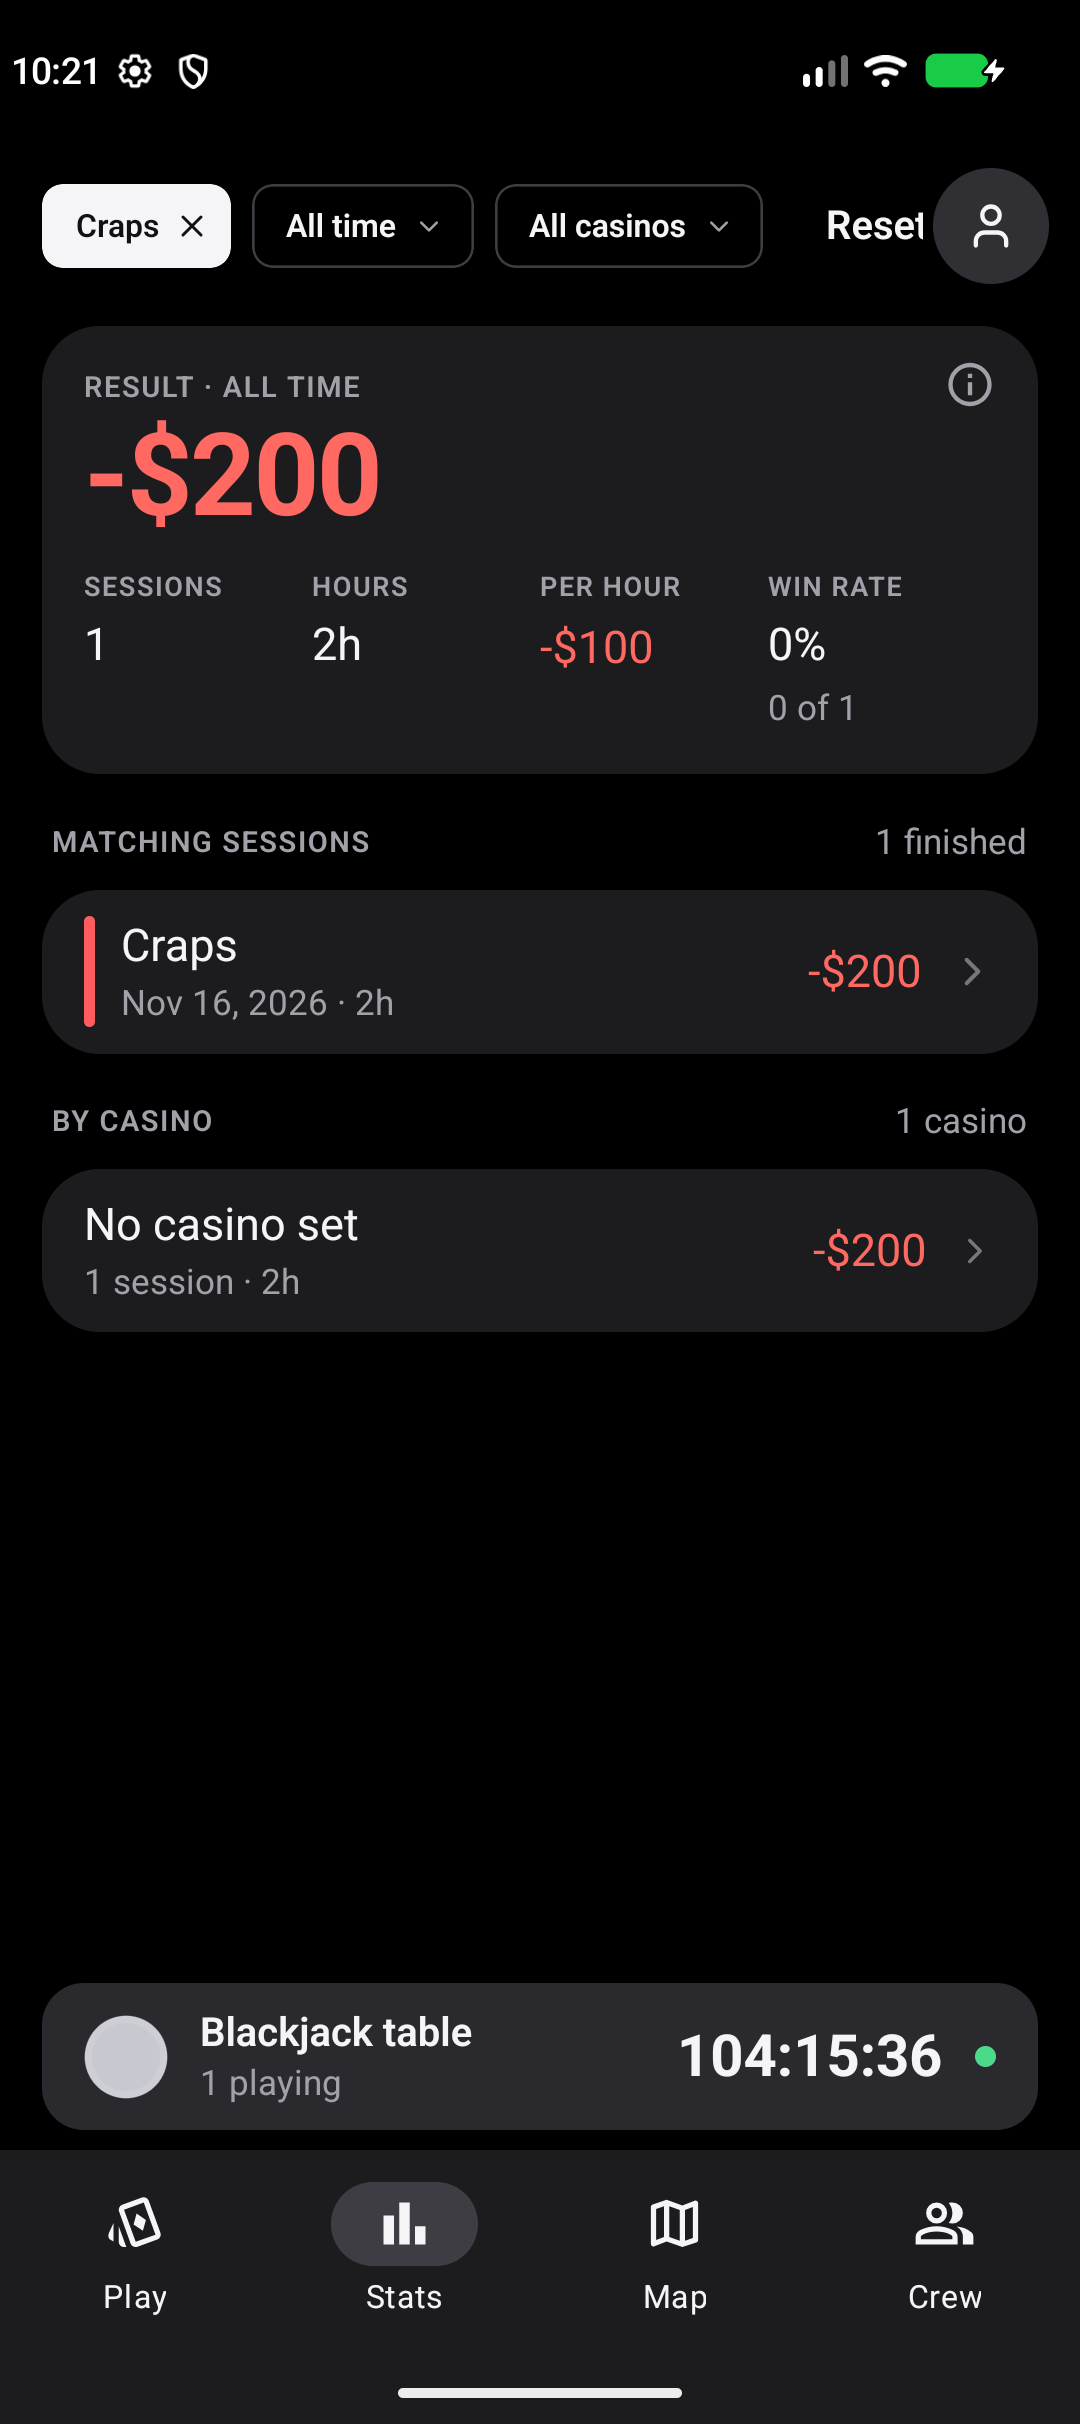 10:21
Craps
All time
All casinos
Reset
RESULT · ALL TIME
-$200
SESSIONS HOURS PER HOUR WIN RATE
1 2h -$100 0%
0 of 1
MATCHING SESSIONS 1 finished
Craps
-$200
Nov 16, 2026 · 2h
BY CASINO 1 casino
No casino set
-$200
1 session · 2h
Blackjack table
104:15:36
1 playing
Play Stats Map Crew